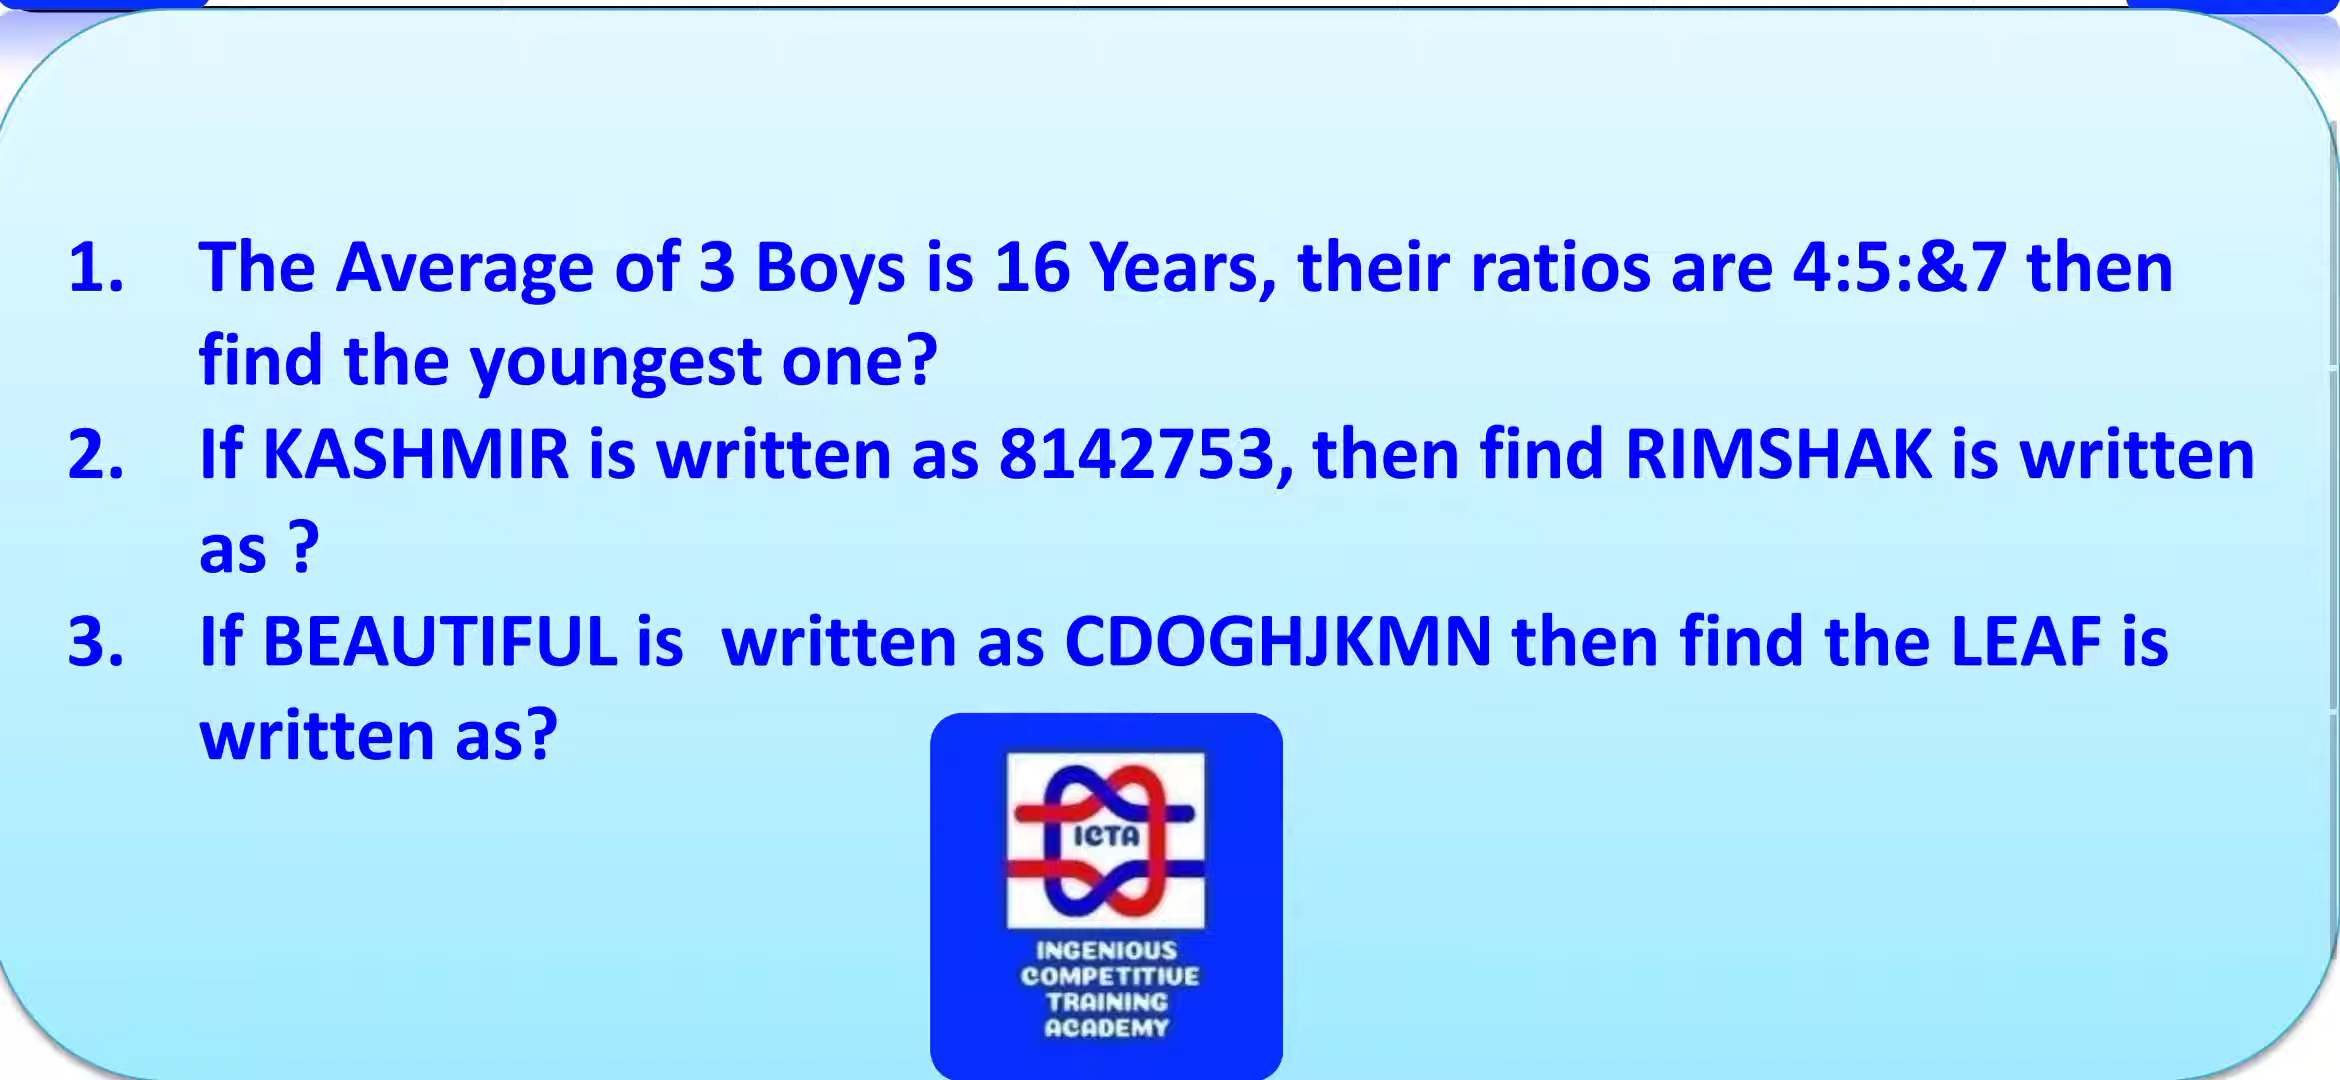 1. The Average of 3 Boys is 16 Years, their ratios are 4:5:&7 then
find the youngest one?
2. If KASHMIR is written as 8142753, then find RIMSHAK is written
as ?
3. If BEAUTIFUL is  written as CDOGHJKMN then find the LEAF is
written as?
ICTA
INGENIOUS
COMPETITIUE
TRAINING
ACADEMY